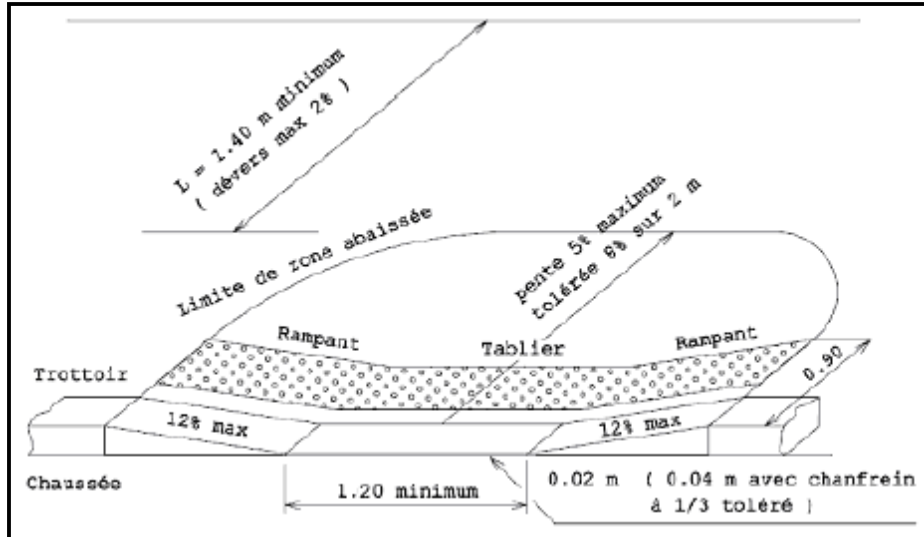 L = 1.40 m minimum
( dévers max 2% )
Limite de zone abaissée
pente 5% maximum
tolérée 8% sur 2 m
Rampant
Tablier
Rampant
Trottoir
0.90
12% max
12% max
Chaussée
1.20 minimum
0.02 m ( 0.04 m avec chanfrein
à 1/3 toléré )